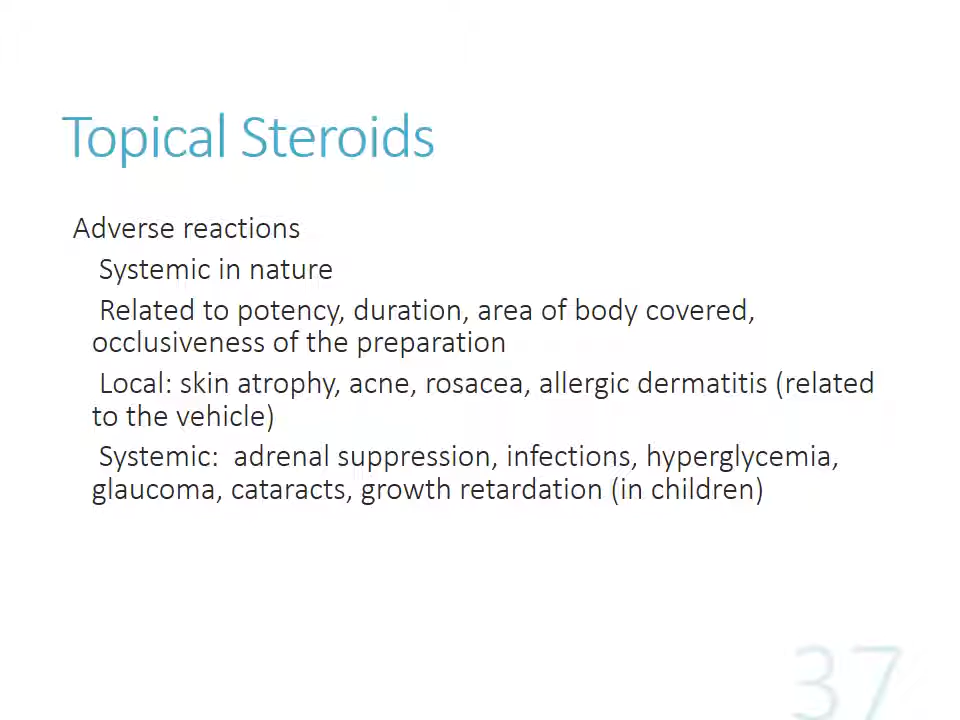 Topical Steroids
Adverse reactions
Systemic in nature
Related to potency, duration, area of body covered,
occlusiveness of the preparation
Local: skin atrophy, acne, rosacea, allergic dermatitis (related
to the vehicle)
Systemic:  adrenal suppression, infections, hyperglycemia,
glaucoma, cataracts, growth retardation (in children)
37